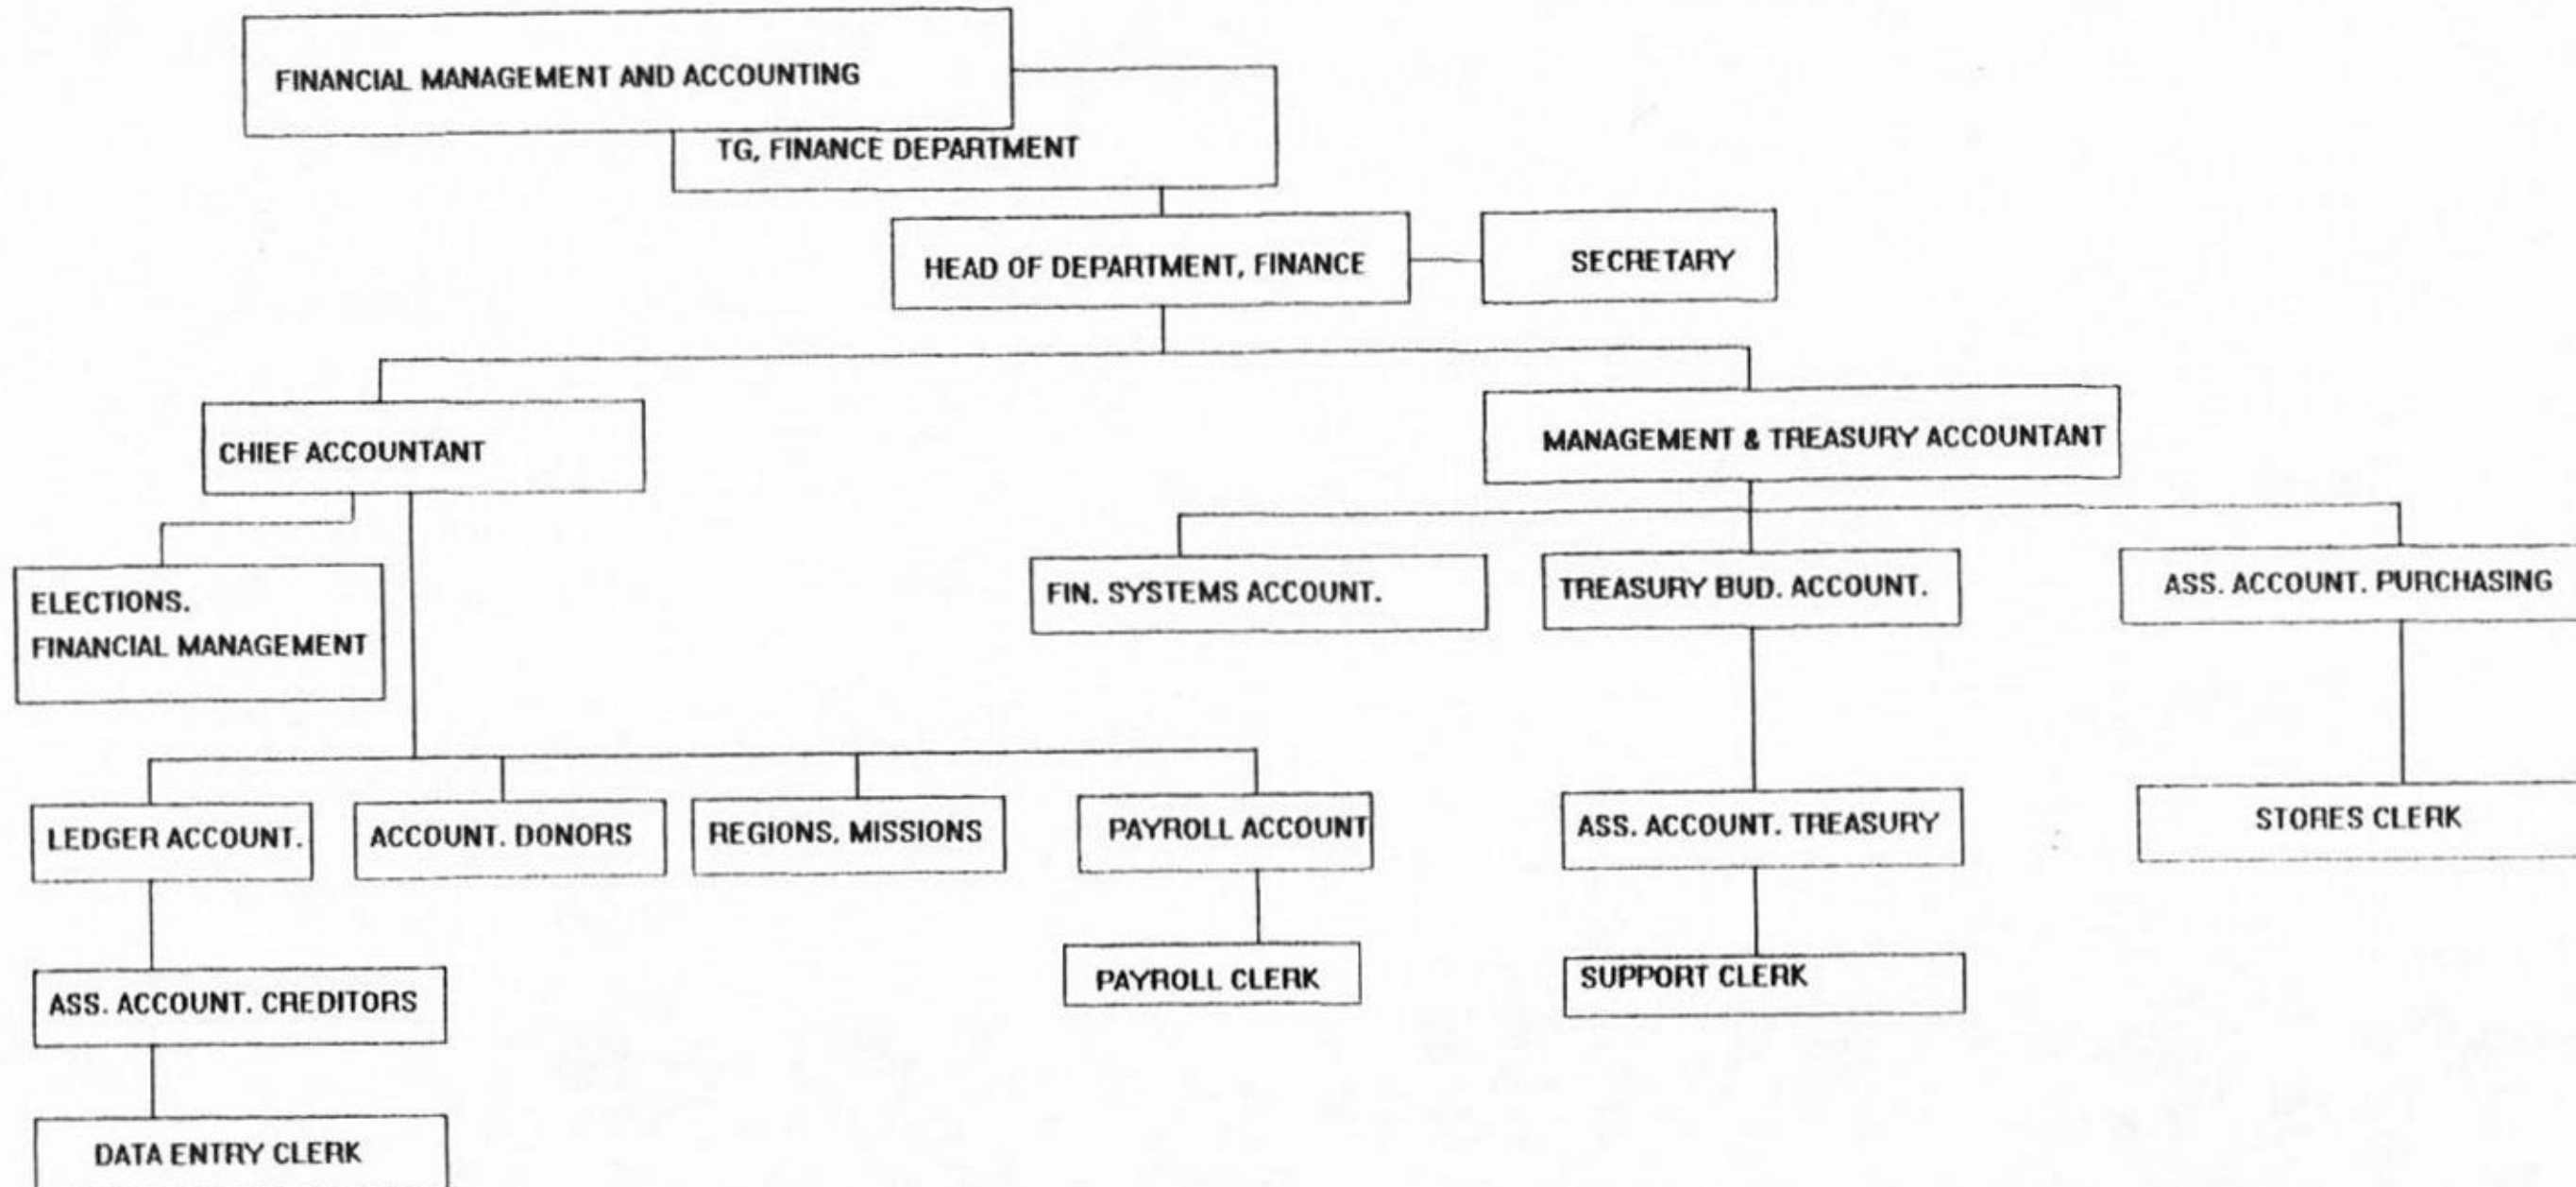 FINANCIAL MANAGEMENT AND ACCOUNTING
TG, FINANCE DEPARTMENT
HEAD OF DEPARTMENT, FINANCE
SECRETARY
CHIEF ACCOUNTANT
MANAGEMENT & TREASURY ACCOUNTANT
ELECTIONS.
FINANCIAL MANAGEMENT
FIN. SYSTEMS ACCOUNT.
TREASURY BUD. ACCOUNT.
ASS. ACCOUNT. PURCHASING
LEDGER ACCOUNT.
ACCOUNT. DONORS
REGIONS. MISSIONS
PAYROLL ACCOUNT
ASS. ACCOUNT. TREASURY
STORES CLERK
ASS. ACCOUNT. CREDITORS
PAYROLL CLERK
SUPPORT CLERK
DATA ENTRY CLERK